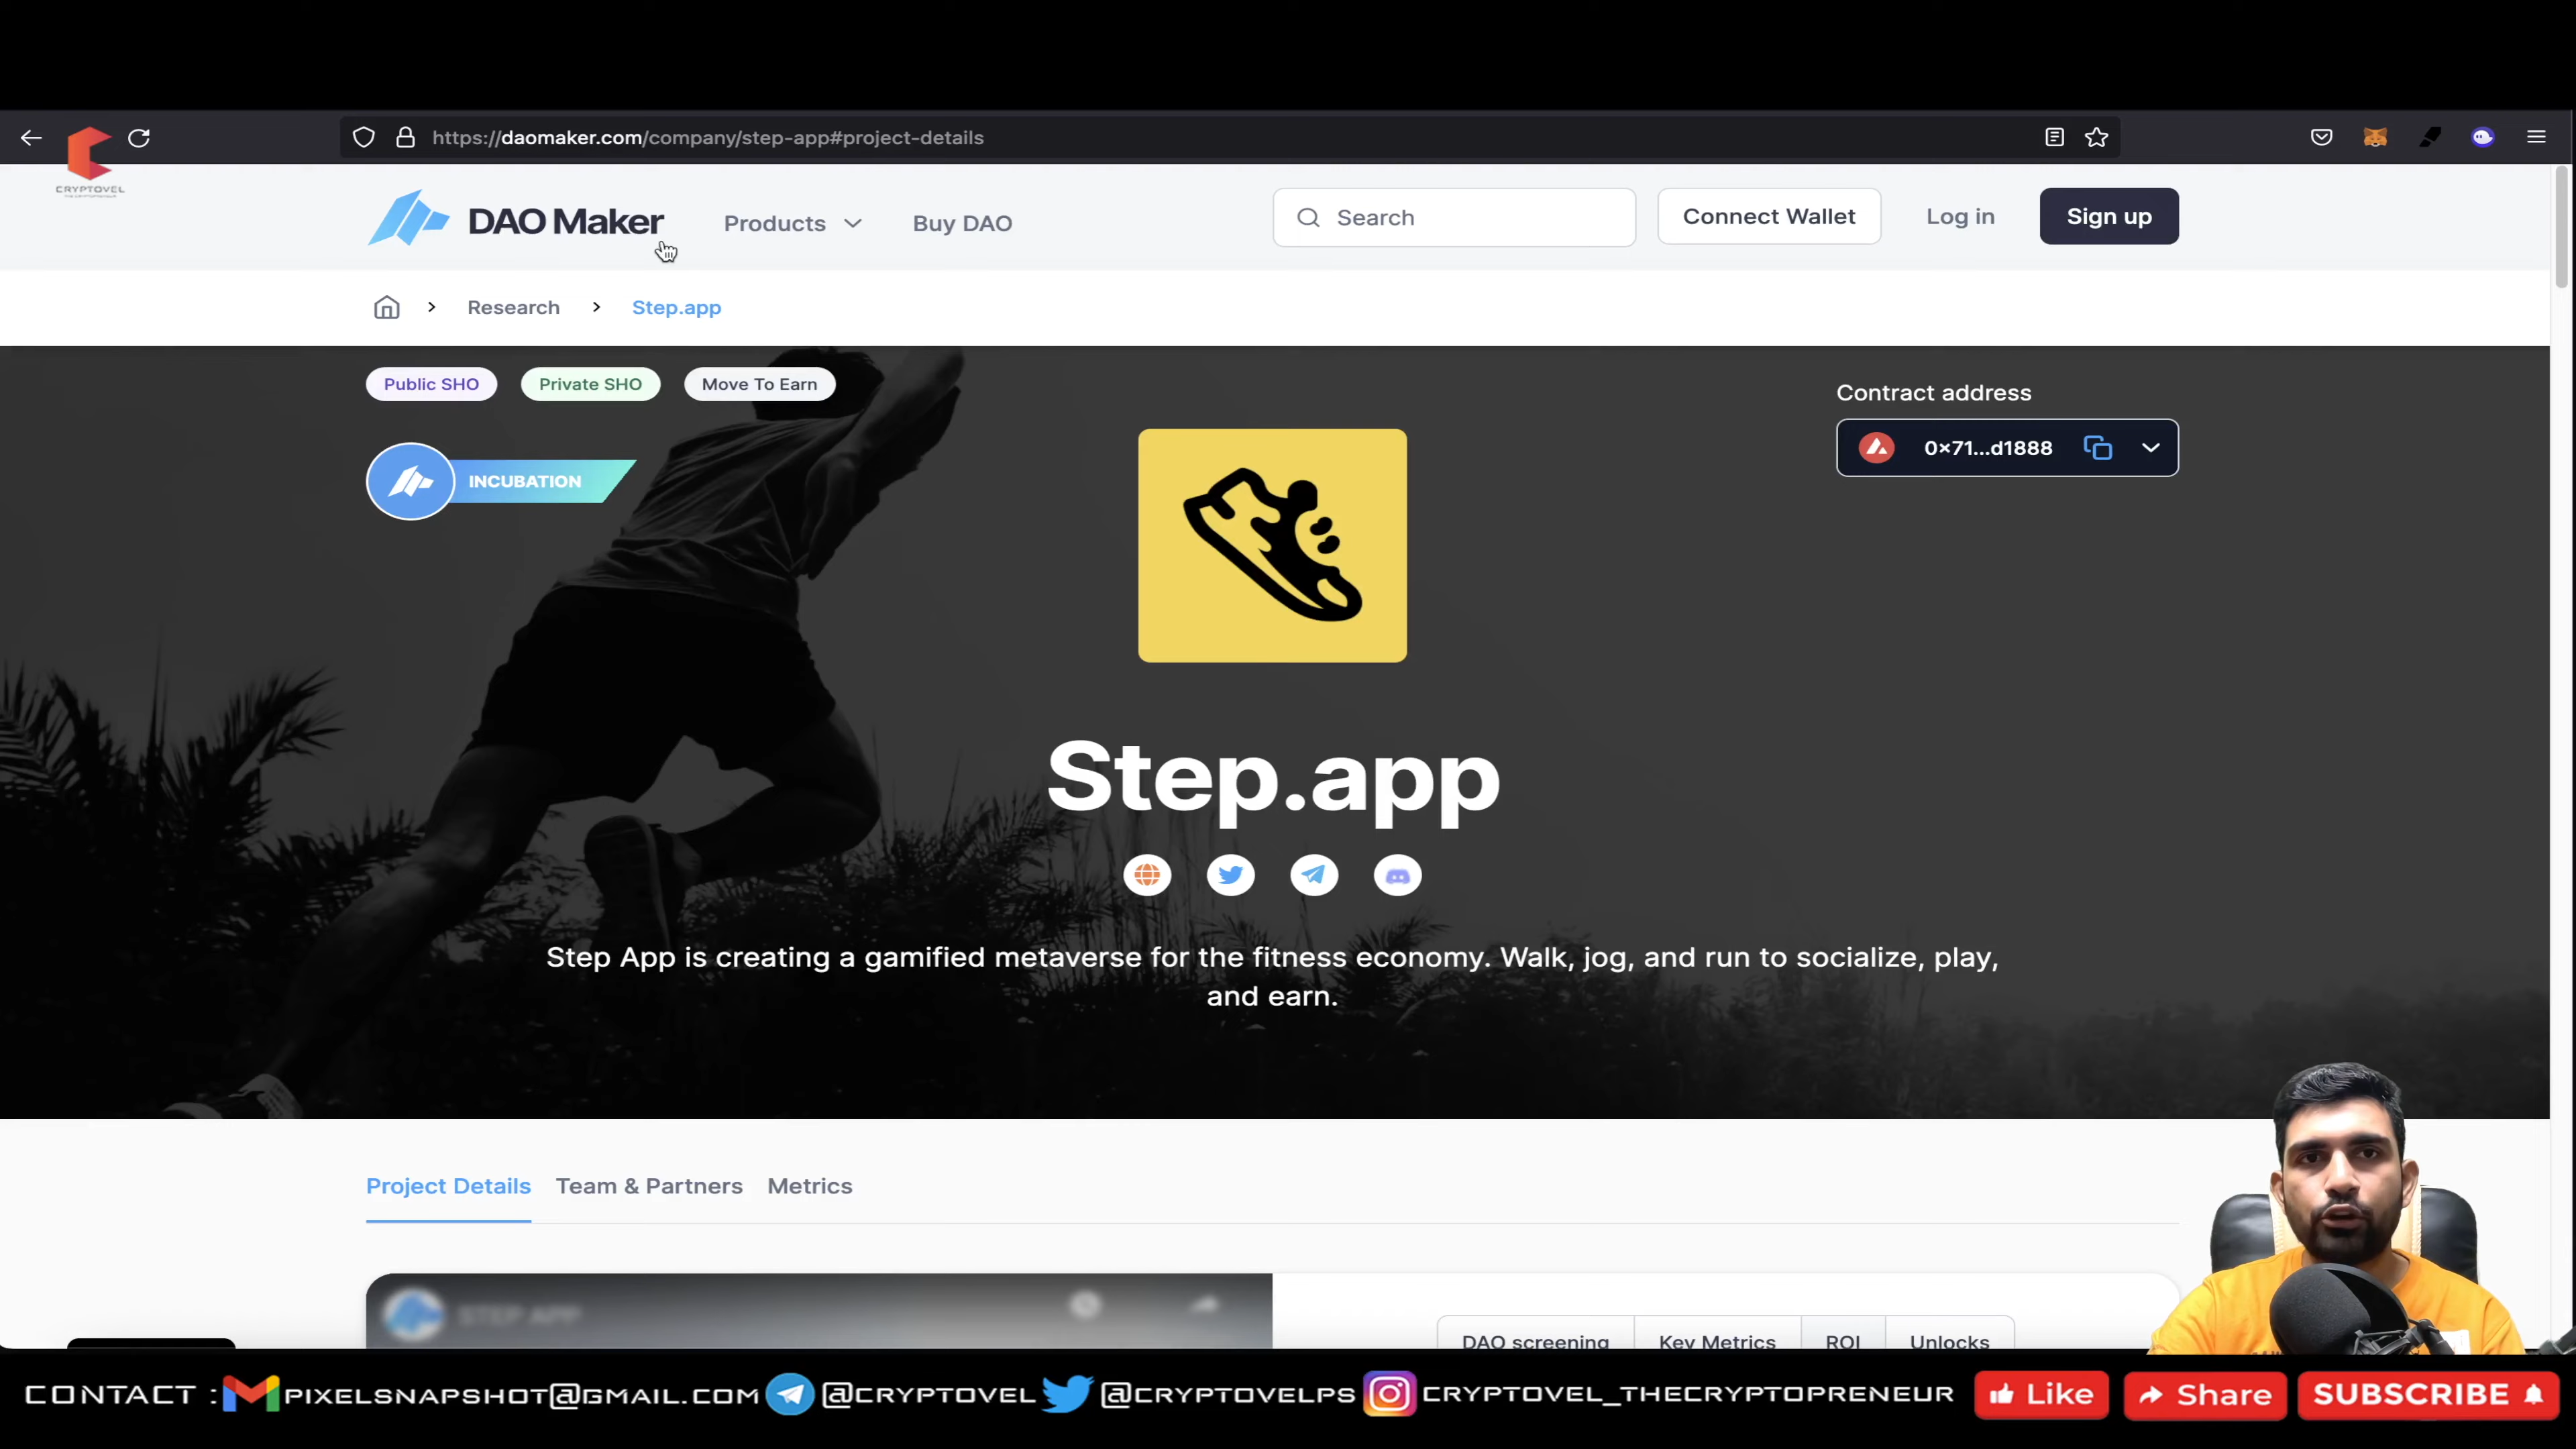 https://daomaker.com/company/step-app#project-details
CRYPTOVEL
DAO Maker
Products
Buy DAO
Search
Connect Wallet
Log in
Sign up
Research
Step.app
Public SHO
Private SHO
Move To Earn
Contract address
0×71...d1888
INCUBATION
Step.app
Step App is creating a gamified metaverse for the fitness economy. Walk, jog, and run to socialize, play,
and earn.
Project Details
Team & Partners
Metrics
STEP APP
DAO screening
Key Metrics
ROI
Unlocks
CONTACT : PIXELSNAPSHOT@GMAIL.COM @CRYPTOVEL @CRYPTOVELPS CRYPTOVEL_THECRYPTOPRENEUR Like Share SUBSCRIBE